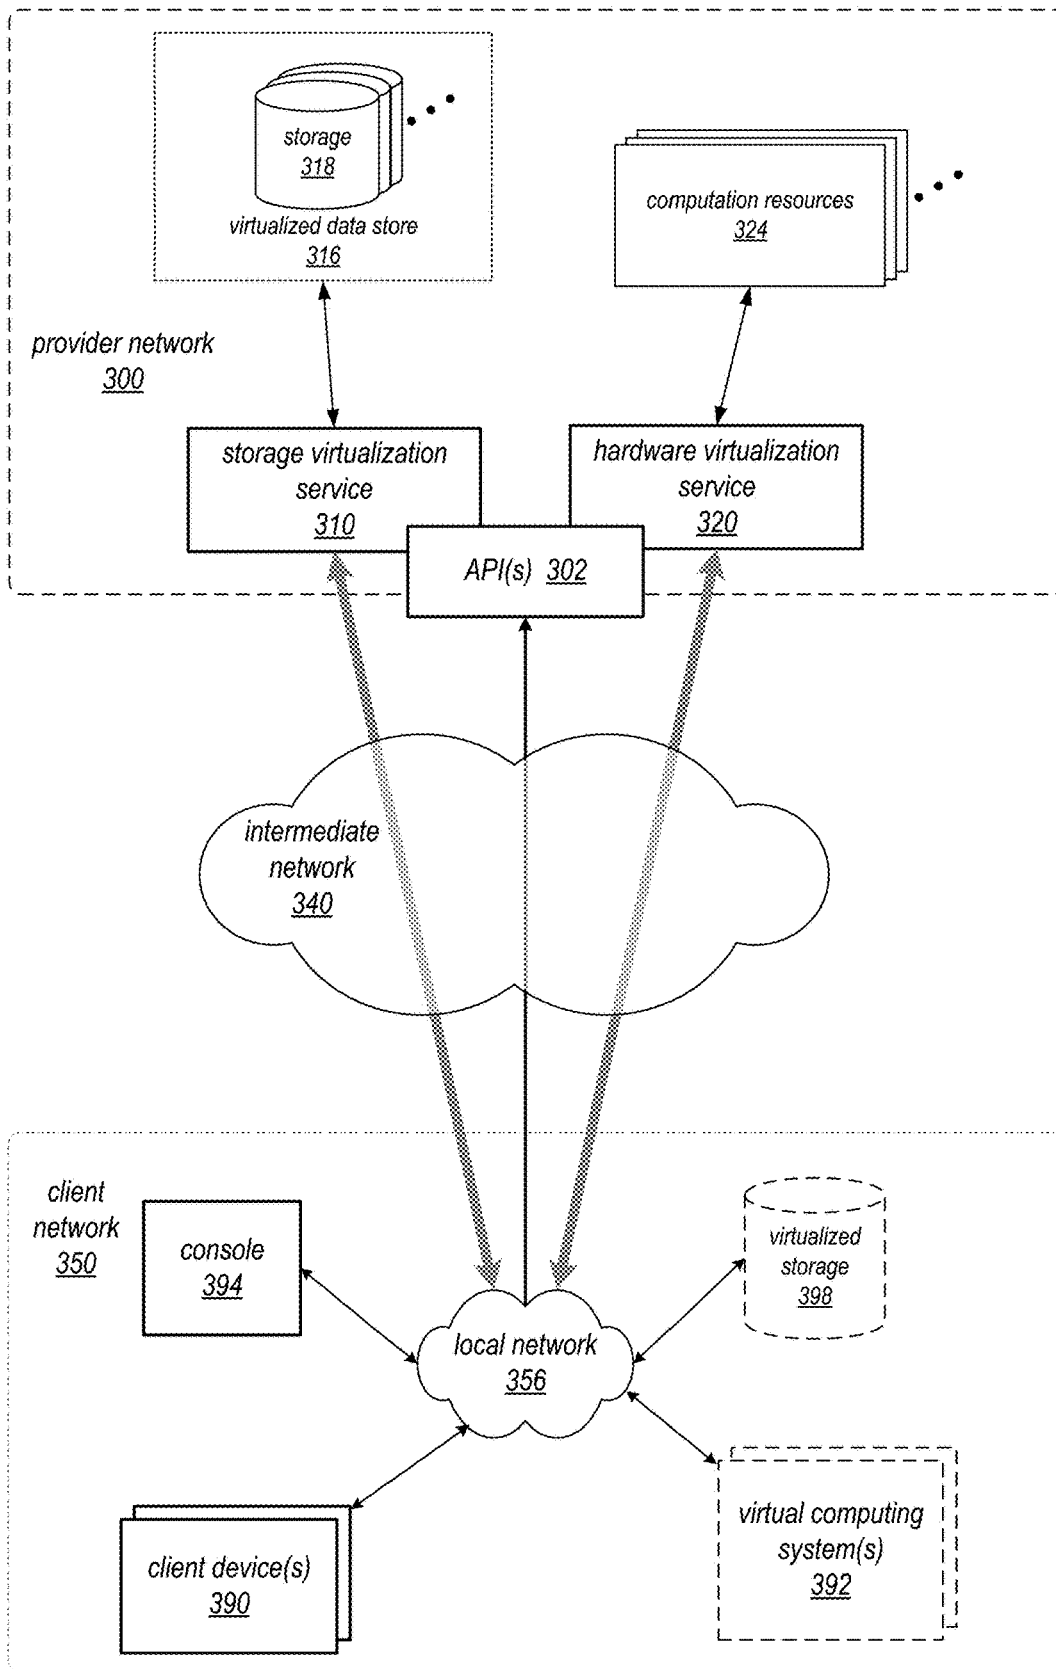 storage
318
virtualized data store
316
computation resources
324
provider network
300
storage virtualization
service
310
hardware virtualization
service
320
API(s) 302
intermediate
network
340
client
network
350
console
394
virtualized
storage
398
local network
356
client device(s)
390
virtual computing
system(s)
392